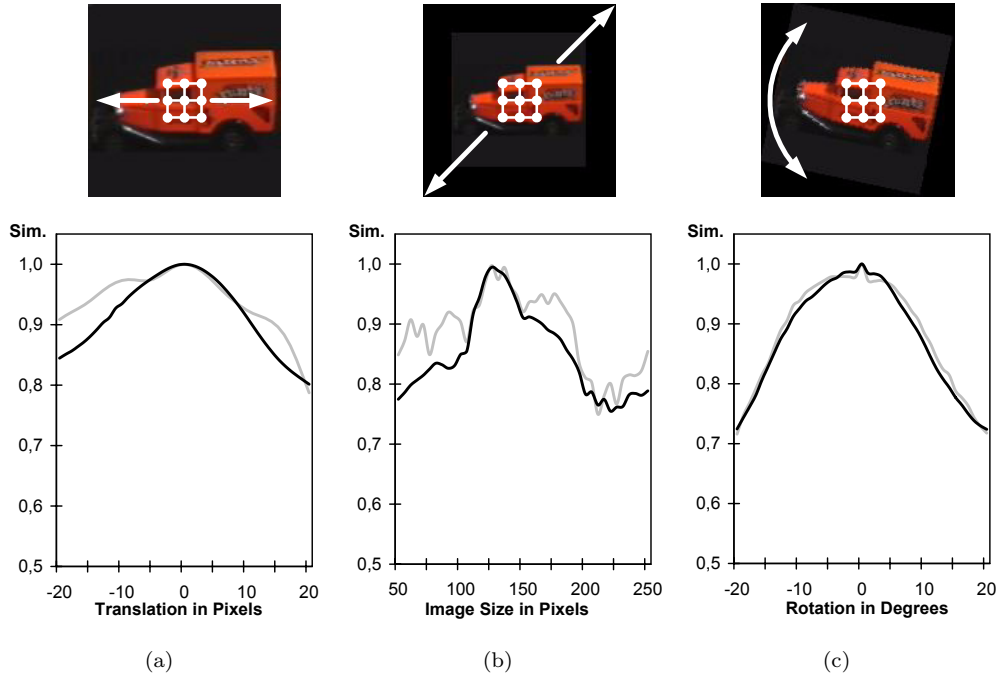 Sim.
1,0
0,9
0,8
0,7
0,6
0,5
-20 -10 0 10 20
Translation in Pixels
(a)
Sim.
1,0
0,9
0,8
0,7
0,6
0,5
50 100 150 200 250
Image Size in Pixels
(b)
Sim.
1,0
0,9
0,8
0,7
0,6
0,5
-20 -10 0 10 20
Rotation in Degrees
(c)